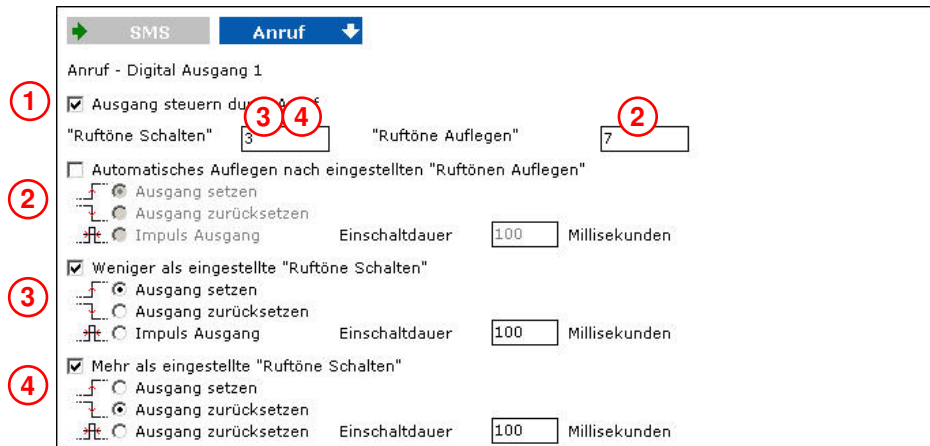 SMS Anruf
Anruf - Digital Ausgang 1
1 Ausgang steuern durch Anruf
3 4 2
"Ruftöne Schalten" 3 "Ruftöne Auflegen" 7
Automatisches Auflegen nach eingestellten "Ruftönen Auflegen"
2 Ausgang setzen
Ausgang zurücksetzen
Impuls Ausgang Einschaltdauer 100 Millisekunden
Weniger als eingestellte "Ruftöne Schalten"
3 Ausgang setzen
Ausgang zurücksetzen
Impuls Ausgang Einschaltdauer 100 Millisekunden
Mehr als eingestellte "Ruftöne Schalten"
4 Ausgang setzen
Ausgang zurücksetzen
Ausgang zurücksetzen Einschaltdauer 100 Millisekunden